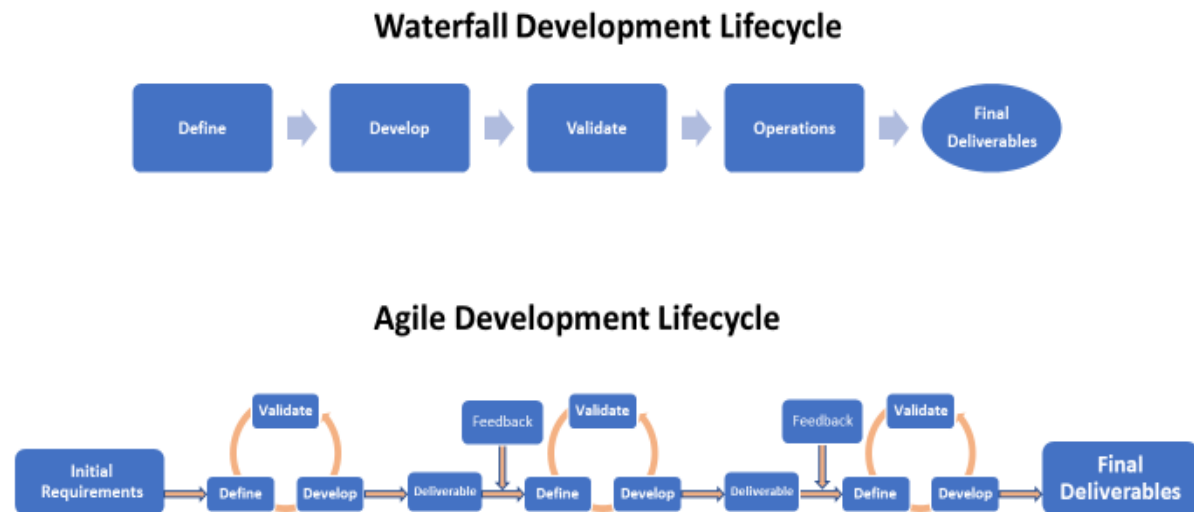 Waterfall Development Lifecycle
Define
Develop
Validate
Operations
Final
Deliverables
Agile Development Lifecycle
Initial
Requirements
Validate
Define
Develop
Deliverable
Feedback
Validate
Define
Develop
Deliverable
Feedback
Validate
Define
Develop
Final
Deliverables